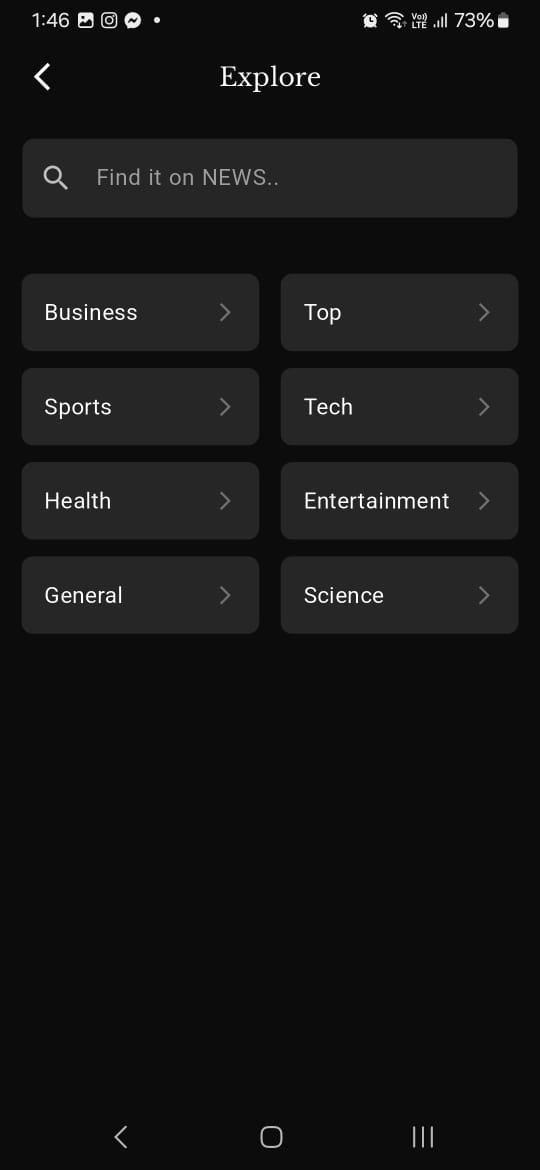 1:46 Vo)) LTE 73%
Explore
Find it on NEWS..
Business Top
Sports Tech
Health Entertainment
General Science